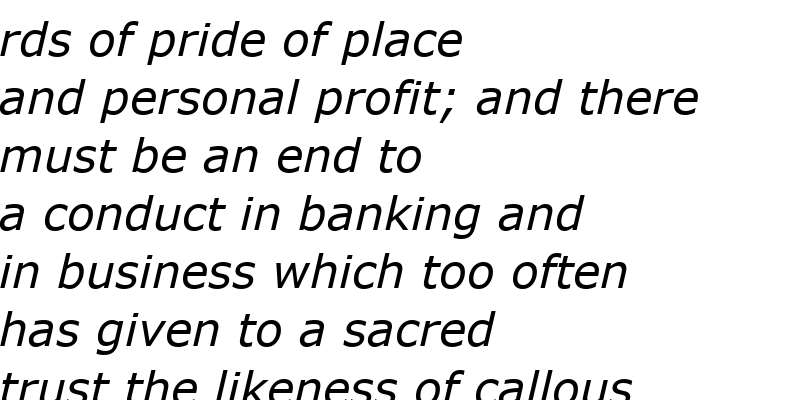 rds of pride of place
and personal profit; and there
must be an end to
a conduct in banking and
in business which too often
has given to a sacred
trust the likeness of callous